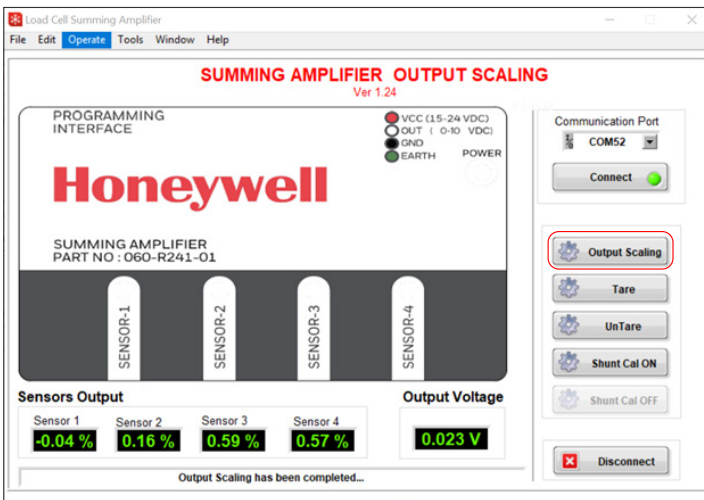 Load Cell Summing Amplifier
File Edit Operate Tools Window Help
SUMMING AMPLIFIER OUTPUT SCALING
Ver 1.24
PROGRAMMING
INTERFACE
VCC (15-24 VDC)
OUT ( 0-10 VDC)
GND
EARTH
POWER
Honeywell
SUMMING AMPLIFIER
PART NO : 060-R241-01
SENSOR-1
SENSOR-2
SENSOR-3
SENSOR-4
Sensors Output
Sensor 1 Sensor 2 Sensor 3 Sensor 4
-0.04 % 0.16 % 0.59 % 0.57 %
Output Voltage
0.023 V
Output Scaling has been completed...
Communication Port
COM52
Connect
Output Scaling
Tare
UnTare
Shunt Cal ON
Shunt Cal OFF
Disconnect